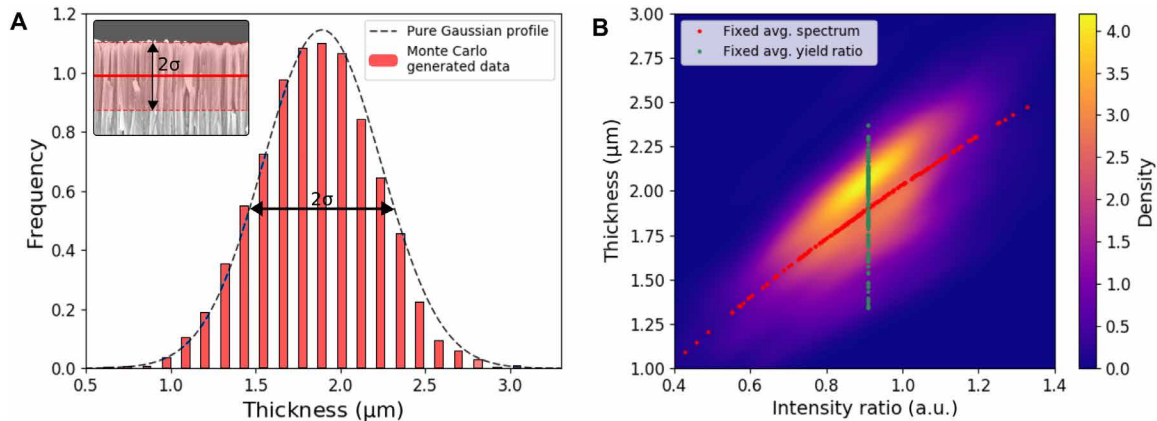 A
2σ
Pure Gaussian profile
Monte Carlo
generated data
2σ
Frequency
1.2
1.0
0.8
0.6
0.4
0.2
0.0
0.5
1.0
1.5
2.0
2.5
3.0
Thickness (μm)
B
Fixed avg. spectrum
Fixed avg. yield ratio
Thickness (μm)
3.00
2.75
2.50
2.25
2.00
1.75
1.50
1.25
1.00
0.4
0.6
0.8
1.0
1.2
1.4
Intensity ratio (a.u.)
4.0
3.5
3.0
2.5
2.0
1.5
1.0
0.5
0.0
Density